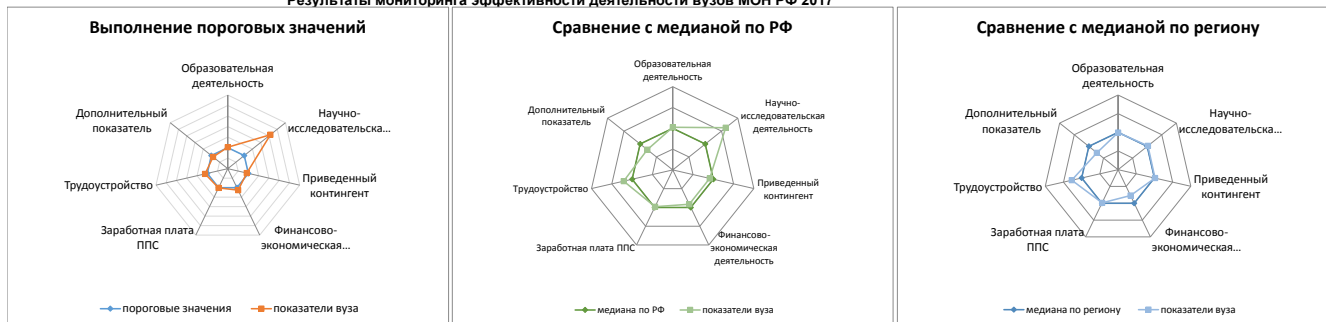 Результаты мониторинга эффективности деятельности вузов МОН РФ 2017
Выполнение пороговых значений
Образовательная
деятельность
Научно-
исследовательска...
Приведенный
контингент
Финансово-
экономическая...
Заработная плата
ППС
Трудоустройство
Дополнительный
показатель
пороговые значения
показатели вуза
Сравнение с медианой по РФ
Образовательная
деятельность
Научно-
исследовательская
деятельность
Приведенный
контингент
Финансово-
экономическая
деятельность
Заработная плата ППС
Трудоустройство
Дополнительный
показатель
медиана по РФ
показатели вуза
Сравнение с медианой по региону
Образовательная
деятельность
Научно-
исследовательска...
Приведенный
контингент
Финансово-
экономическая...
Заработная плата
ППС
Трудоустройство
Дополнительный
показатель
медиана по региону
показатели вуза